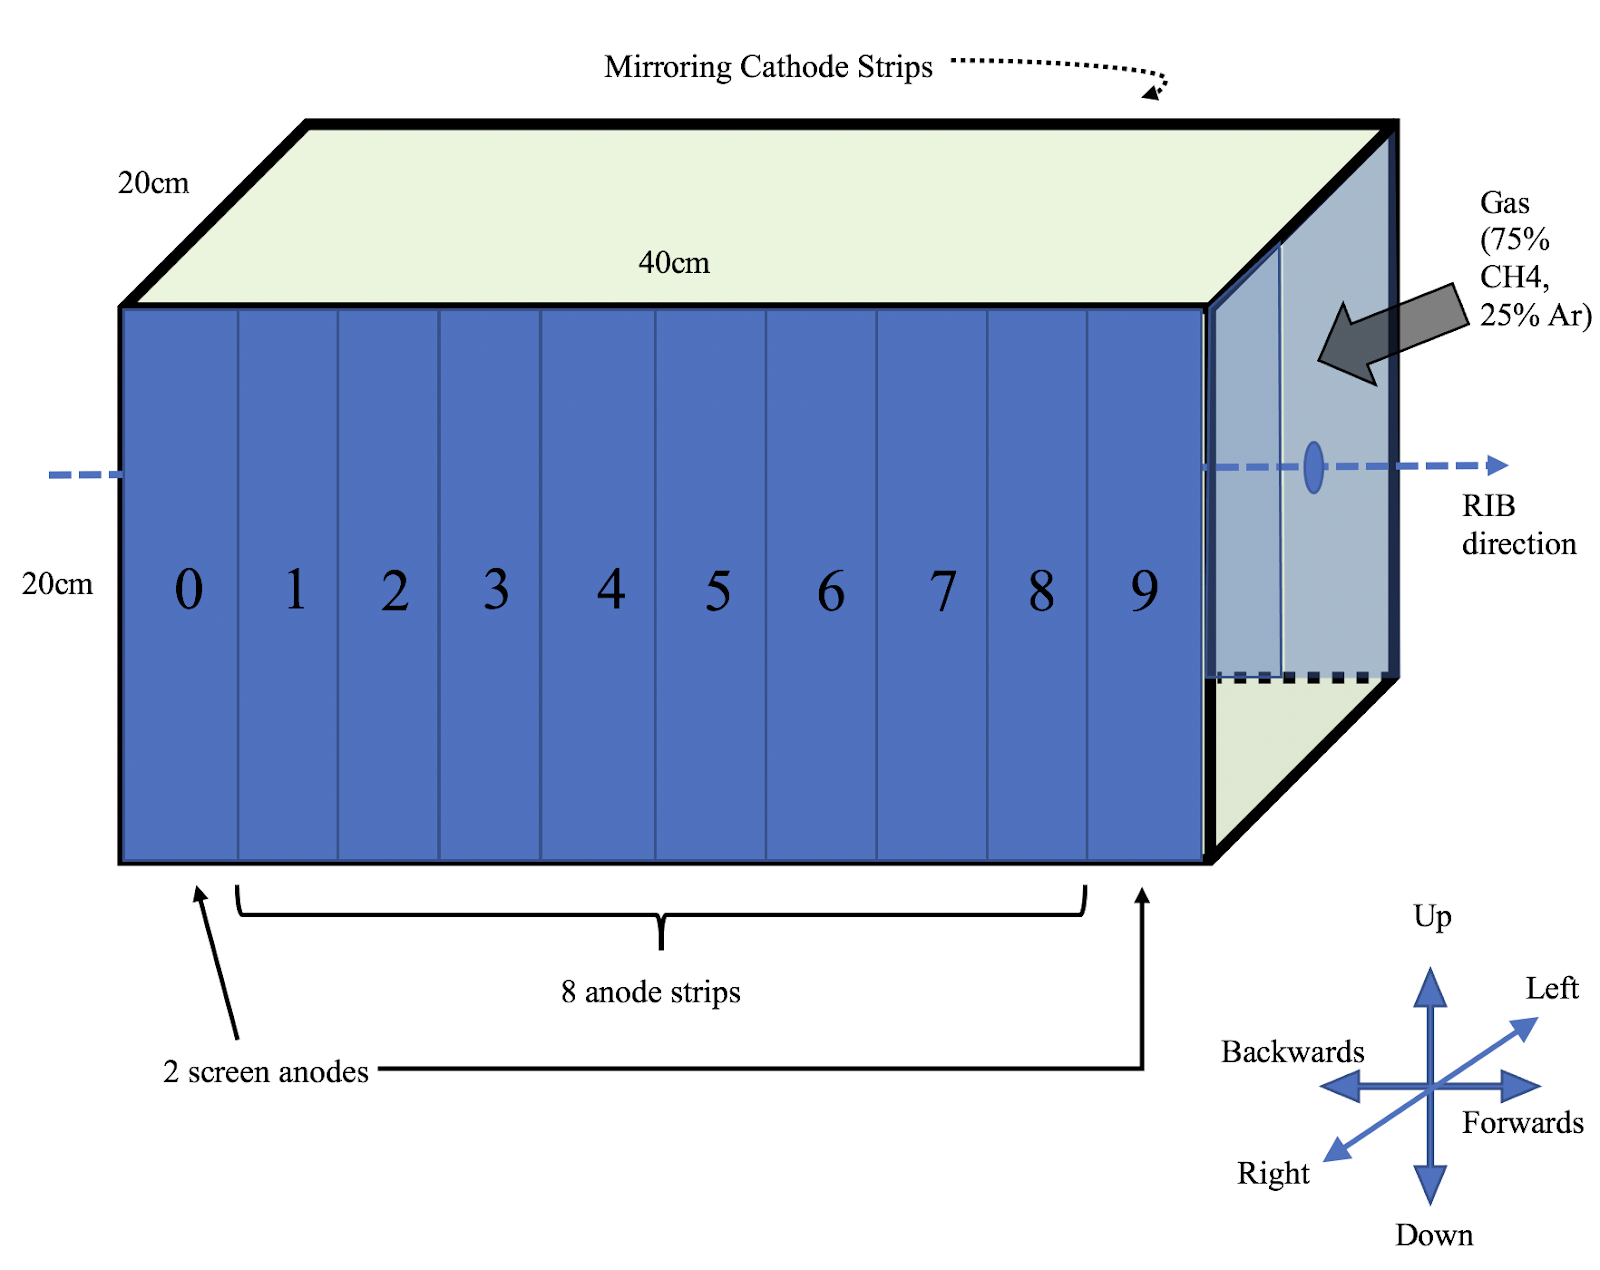 Mirroring Cathode Strips
20cm
Gas
(75%
CH4,
25% Ar)
40cm
RIB
direction
20cm
0 1 2 3 4 5 6 7 8 9
8 anode strips
2 screen anodes
Up
Left
Backwards
Forwards
Right
Down